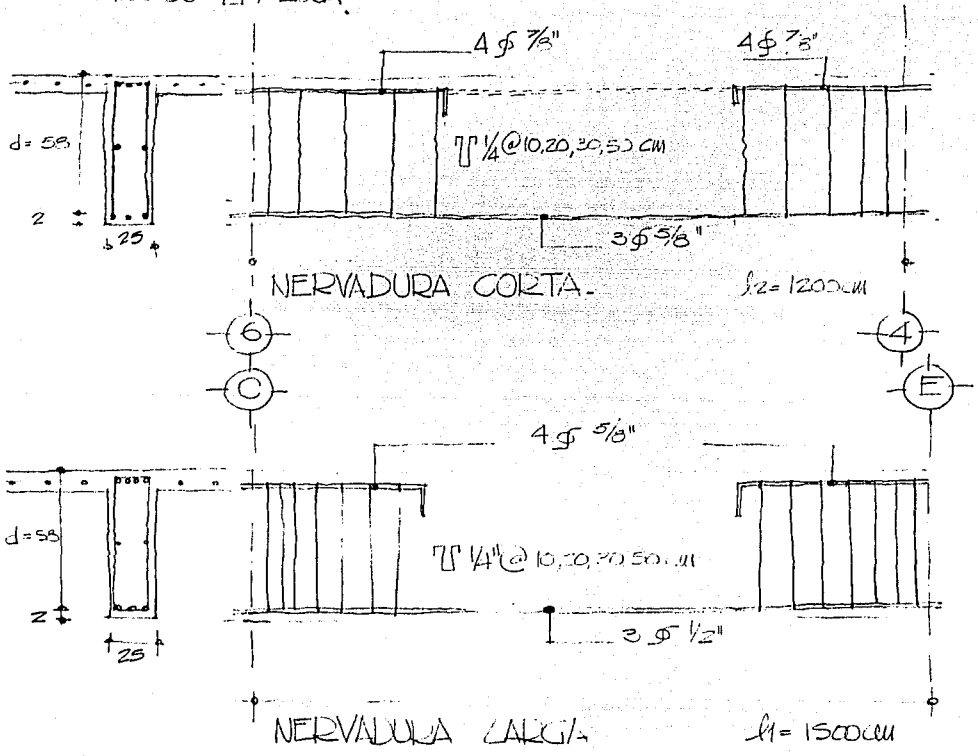 4 ∅ 7/8" 4 ∅ 7/8"
d= 58
1/4 @ 10,20,30,50 CM
2
25
3 ∅ 5/8"
NERVADURA CORTA. l2= 1200cm
6 4
C E
4 ∅ 5/8"
d=58
1/4" @ 10,20,30,50 cm
2
25
∅ 1/2"
NERVADURA LARGA l1= 1500cm